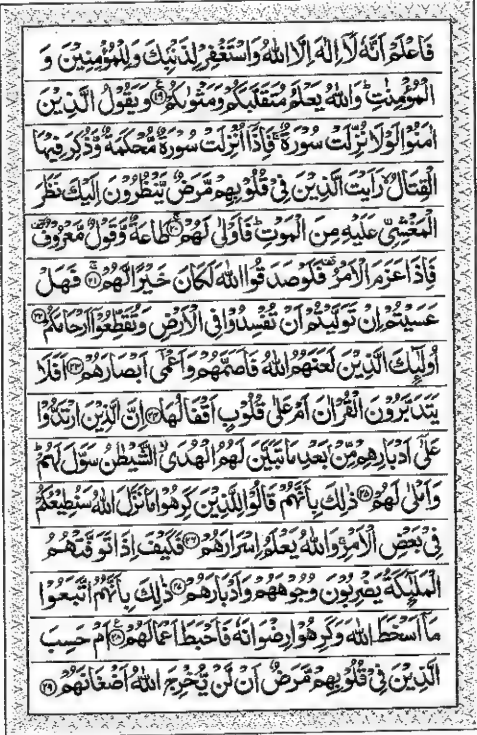 فَاعْلَمْ اَنَّهٗ لَاۤ اِلٰهَ اِلَّا اللّٰهُ وَاسْتَغْفِرْ لِذَنْۢبِكَ وَلِلْمُؤْمِنِیْنَ وَ
الْمُؤْمِنٰتِ ؕ وَاللّٰهُ یَعْلَمُ مُتَقَلَّبَكُمْ وَمَثْوٰىكُمْ ۟۠ ﴿۱۹﴾ وَیَقُوْلُ الَّذِیْنَ
اٰمَنُوْا لَوْلَا نُزِّلَتْ سُوْرَةٌ ۚ فَاِذَاۤ اُنْزِلَتْ سُوْرَةٌ مُّحْكَمَةٌ وَّذُكِرَ فِیْهَا
الْقِتَالُ ۙ رَاَیْتَ الَّذِیْنَ فِیْ قُلُوْبِهِمْ مَّرَضٌ یَّنْظُرُوْنَ اِلَیْكَ نَظَرَ
الْمَغْشِیِّ عَلَیْهِ مِنَ الْمَوْتِ ؕ فَاَوْلٰى لَهُمْ ﴿۲۰﴾ طَاعَةٌ وَّقَوْلٌ مَّعْرُوْفٌ ۫
فَاِذَا عَزَمَ الْاَمْرُ ۫ فَلَوْ صَدَقُوا اللّٰهَ لَكَانَ خَیْرًا لَّهُمْ ﴿۲۱﴾ فَهَلْ
عَسَیْتُمْ اِنْ تَوَلَّیْتُمْ اَنْ تُفْسِدُوْا فِی الْاَرْضِ وَتُقَطِّعُوْۤا اَرْحَامَكُمْ ﴿۲۲﴾
اُولٰٓئِكَ الَّذِیْنَ لَعَنَهُمُ اللّٰهُ فَاَصَمَّهُمْ وَاَعْمٰۤى اَبْصَارَهُمْ ﴿۲۳﴾ اَفَلَا
یَتَدَبَّرُوْنَ الْقُرْاٰنَ اَمْ عَلٰى قُلُوْبٍ اَقْفَالُهَا ﴿۲۴﴾ اِنَّ الَّذِیْنَ ارْتَدُّوْا
عَلٰۤى اَدْبَارِهِمْ مِّنْۢ بَعْدِ مَا تَبَیَّنَ لَهُمُ الْهُدَى ۙ الشَّیْطٰنُ سَوَّلَ لَهُمْ ؕ
وَاَمْلٰى لَهُمْ ﴿۲۵﴾ ذٰلِكَ بِاَنَّهُمْ قَالُوْا لِلَّذِیْنَ كَرِهُوْا مَا نَزَّلَ اللّٰهُ سَنُطِیْعُكُمْ
فِیْ بَعْضِ الْاَمْرِ ۚ وَاللّٰهُ یَعْلَمُ اِسْرَارَهُمْ ﴿۲۶﴾ فَكَیْفَ اِذَا تَوَفَّتْهُمُ
الْمَلٰٓئِكَةُ یَضْرِبُوْنَ وُجُوْهَهُمْ وَاَدْبَارَهُمْ ﴿۲۷﴾ ذٰلِكَ بِاَنَّهُمُ اتَّبَعُوْا
مَاۤ اَسْخَطَ اللّٰهَ وَكَرِهُوْا رِضْوَانَهٗ فَاَحْبَطَ اَعْمَالَهُمْ ﴿۲۸﴾ اَمْ حَسِبَ
الَّذِیْنَ فِیْ قُلُوْبِهِمْ مَّرَضٌ اَنْ لَّنْ یُّخْرِجَ اللّٰهُ اَضْغَانَهُمْ ﴿۲۹﴾